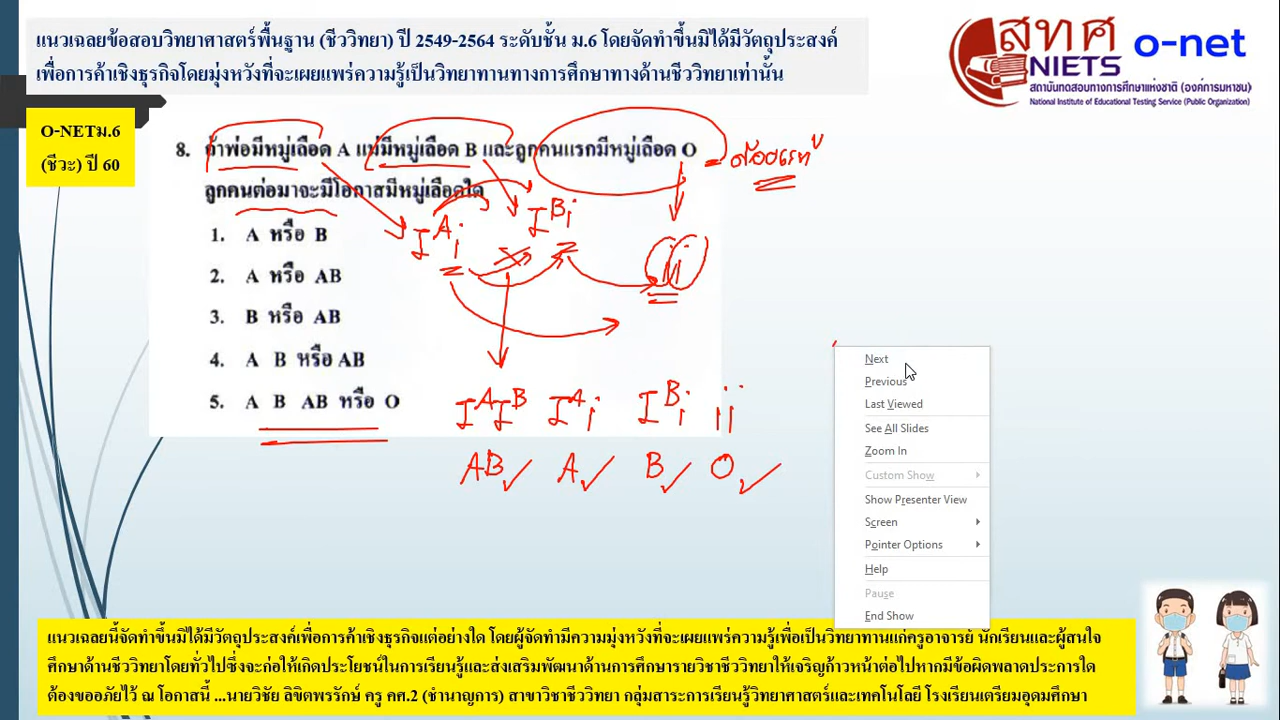 แนวเฉลยข้อสอบวิทยาศาสตร์พื้นฐาน (ชีววิทยา) ปี 2549-2564 ระดับชั้น ม.6 โดยจัดทำขึ้นมิได้มีวัตถุประสงค์
เพื่อการค้าเชิงธุรกิจโดยมุ่งหวังที่จะเผยแพร่ความรู้เป็นวิทยาทานทางการศึกษาทางด้านชีววิทยาเท่านั้น
สทศ
NIETS
o-net
สถาบันทดสอบทางการศึกษาแห่งชาติ (องค์การมหาชน)
National Institute of Educational Testing Service (Public Organization)
O-NETม.6
(ชีวะ) ปี 60
8. ถ้าพ่อมีหมู่เลือด A แม่มีหมู่เลือด B และลูกคนแรกมีหมู่เลือด O
ลูกคนต่อมาจะมีโอกาสมีหมู่เลือดใด
1. A หรือ B
2. A หรือ AB
3. B หรือ AB
4. A B หรือ AB
5. A B AB หรือ O
I^A i
I^B i
ii
I^A I^B I^A i I^B i ii
AB A B O
Next
Previous
Last Viewed
See All Slides
Zoom In
Custom Show
Show Presenter View
Screen
Pointer Options
Help
Pause
End Show
แนวเฉลยนี้จัดทำขึ้นมิได้มีวัตถุประสงค์เพื่อการค้าเชิงธุรกิจแต่อย่างใด โดยผู้จัดทำมีความมุ่งหวังที่จะเผยแพร่ความรู้เพื่อเป็นวิทยาทานแก่ครูอาจารย์ นักเรียนและผู้สนใจ
ศึกษาด้านชีววิทยาโดยทั่วไปซึ่งจะก่อให้เกิดประโยชน์ในการเรียนรู้และส่งเสริมพัฒนาด้านการศึกษารายวิชาชีววิทยาให้เจริญก้าวหน้าต่อไปหากมีข้อผิดพลาดประการใด
ต้องขออภัยไว้ ณ โอกาสนี้ ...นายวิชัย ลิขิตพรรักษ์ ครู คศ.2 (ชำนาญการ) สาขาวิชาชีววิทยา กลุ่มสาระการเรียนรู้วิทยาศาสตร์และเทคโนโลยี โรงเรียนเตรียมอุดมศึกษา